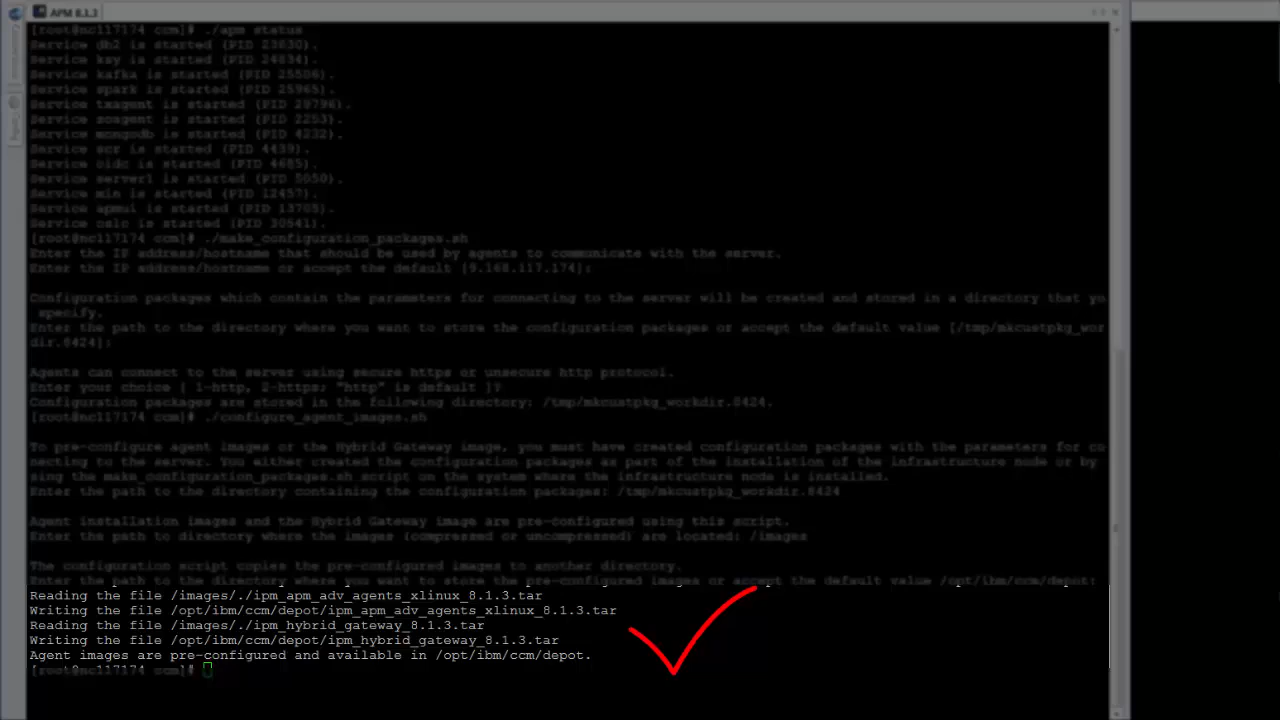 APM 8.1.3
[root@nc117174 ccm]# ./apm status
Service db2 is started (PID 23830).
Service ksy is started (PID 24834).
Service kafka is started (PID 25586).
Service spark is started (PID 25965).
Service txagent is started (PID 29796).
Service soagent is started (PID 2253).
Service mongodb is started (PID 4232).
Service scr is started (PID 4439).
Service oidc is started (PID 4685).
Service server1 is started (PID 5050).
Service min is started (PID 12457).
Service apmui is started (PID 13705).
Service oslc is started (PID 30541).
[root@nc117174 ccm]# ./make_configuration_packages.sh
Enter the IP address/hostname that should be used by agents to communicate with the server.
Enter the IP address/hostname or accept the default [9.168.117.174]:
Configuration packages which contain the parameters for connecting to the server will be created and stored in a directory that yo
specify.
Enter the path to the directory where you want to store the configuration packages or accept the default value [/tmp/mkcustpkg_wor
dir.8424]:
Agents can connect to the server using secure https or unsecure http protocol.
Enter your choice [ 1-http, 2-https; "http" is default ]?
Configuration packages are stored in the following directory: /tmp/mkcustpkg_workdir.8424.
[root@nc117174 ccm]# ./configure_agent_images.sh
To pre-configure agent images or the Hybrid Gateway image, you must have created configuration packages with the parameters for co
necting to the server. You either created the configuration packages as part of the installation of the infrastructure node or by
sing the make_configuration_packages.sh script on the system where the infrastructure node is installed.
Enter the path to the directory containing the configuration packages: /tmp/mkcustpkg_workdir.8424
Agent installation images and the Hybrid Gateway image are pre-configured using this script.
Enter the path to directory where the images (compressed or uncompressed) are located: /images
The configuration script copies the pre-configured images to another directory.
Enter the path to the directory where you want to store the pre-configured images or accept the default value /opt/ibm/ccm/depot:
Reading the file /images/./ipm_apm_adv_agents_xlinux_8.1.3.tar
Writing the file /opt/ibm/ccm/depot/ipm_apm_adv_agents_xlinux_8.1.3.tar
Reading the file /images/./ipm_hybrid_gateway_8.1.3.tar
Writing the file /opt/ibm/ccm/depot/ipm_hybrid_gateway_8.1.3.tar
Agent images are pre-configured and available in /opt/ibm/ccm/depot.
[root@nc117174 ccm]#